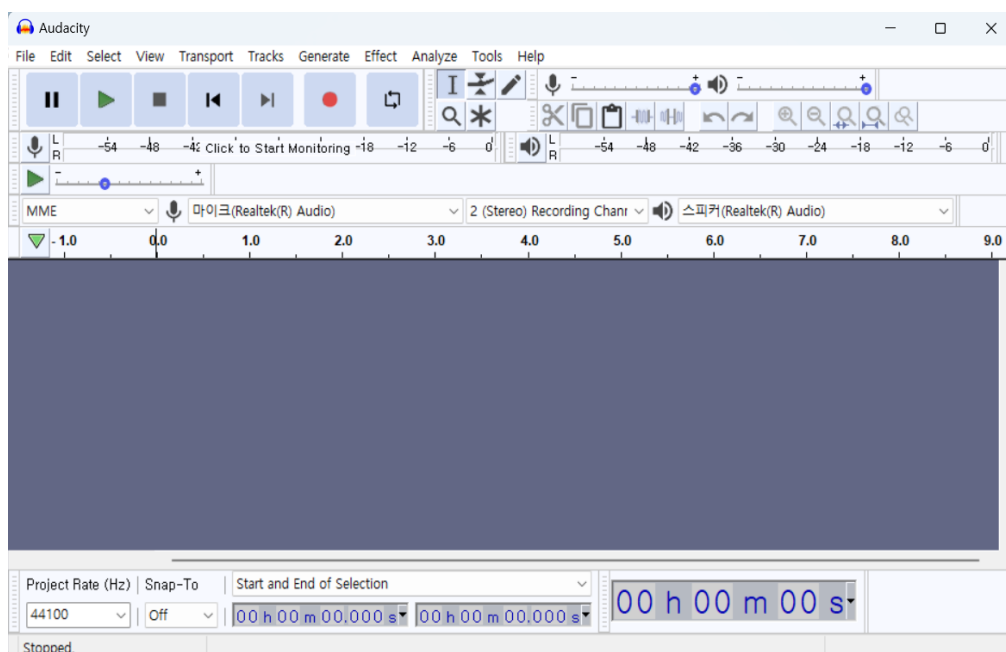 Audacity
File Edit Select View Transport Tracks Generate Effect Analyze Tools Help
L
R
-54 -48 -42 Click to Start Monitoring -18 -12 -6 0
L
R
-54 -48 -42 -36 -30 -24 -18 -12 -6 0
MME 마이크(Realtek(R) Audio) 2 (Stereo) Recording Chann 스피커(Realtek(R) Audio)
-1.0 0.0 1.0 2.0 3.0 4.0 5.0 6.0 7.0 8.0 9.0
Project Rate (Hz) Snap-To Start and End of Selection
44100 Off 00 h 00 m 00.000 s 00 h 00 m 00.000 s 00 h 00 m 00 s
Stopped.